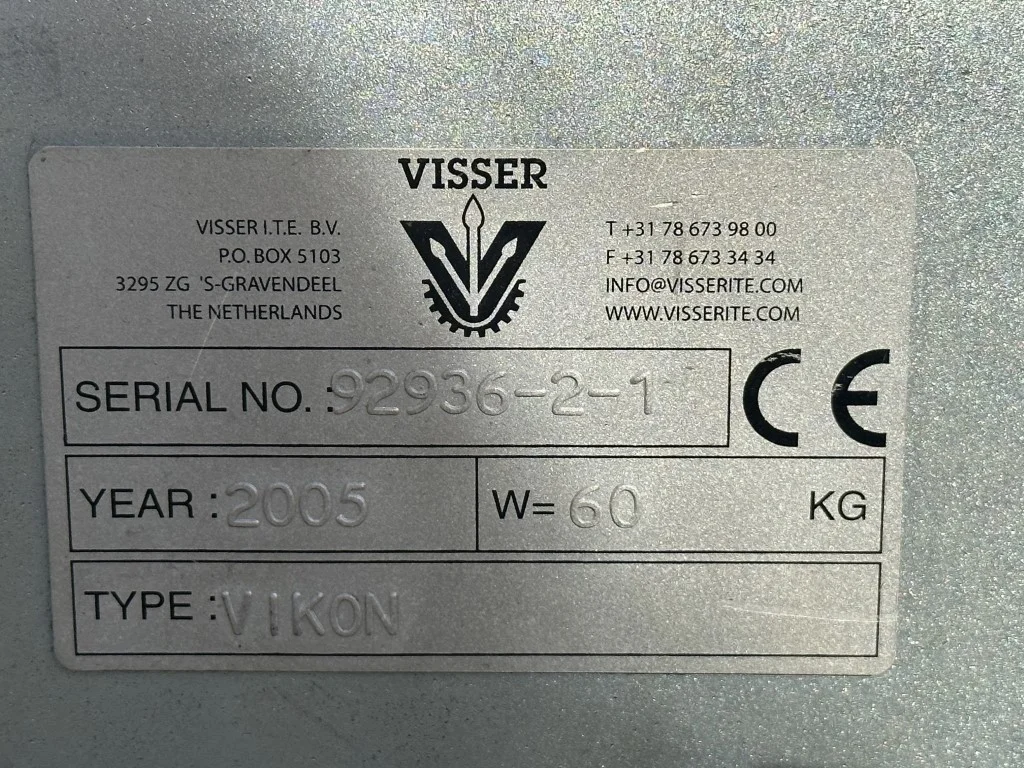 VISSER
VISSER I.T.E. B.V.
P.O. BOX 5103
3295 ZG 'S-GRAVENDEEL
THE NETHERLANDS
T +31 78 673 98 00
F +31 78 673 34 34
INFO@VISSERITE.COM
WWW.VISSERITE.COM
SERIAL NO. : 92936-2-1
CE
YEAR : 2005 W= 60 KG
TYPE : VIKON